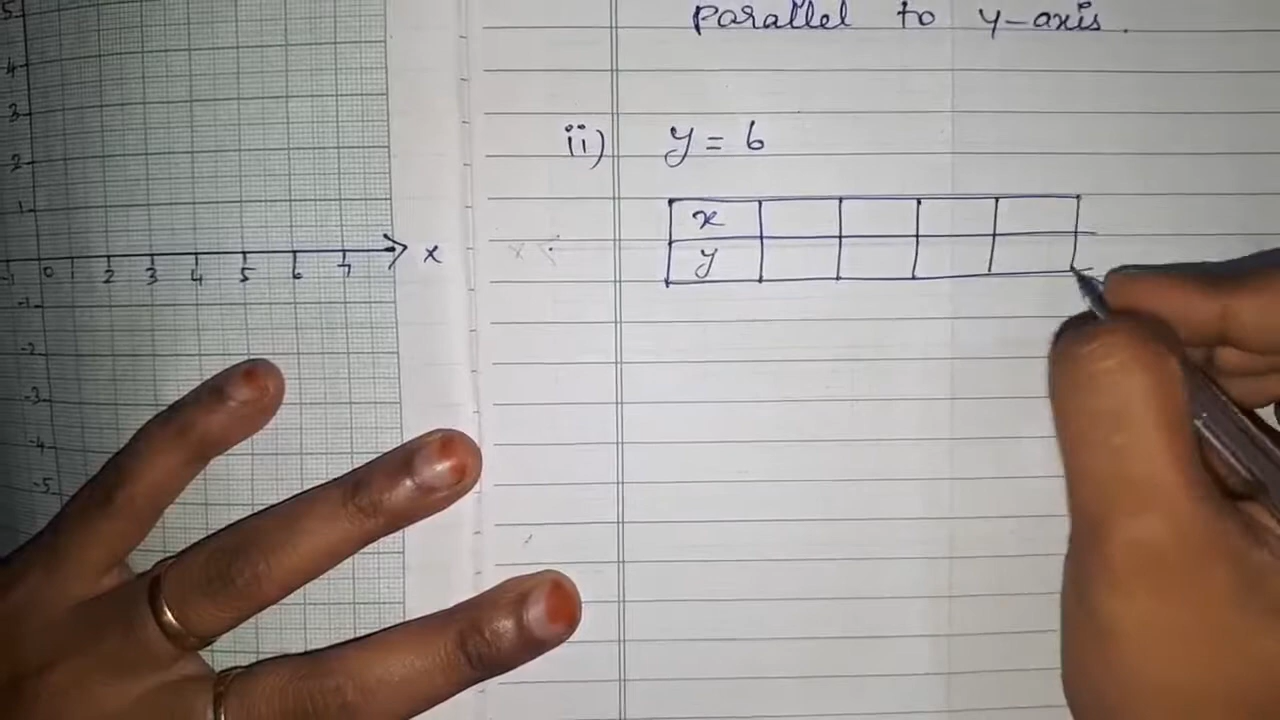 parallel to y-axis.
ii) y = 6
x
y
5
4
3
2
1
-1 0 1 2 3 4 5 6 7 x
-1
-2
-3
-4
-5